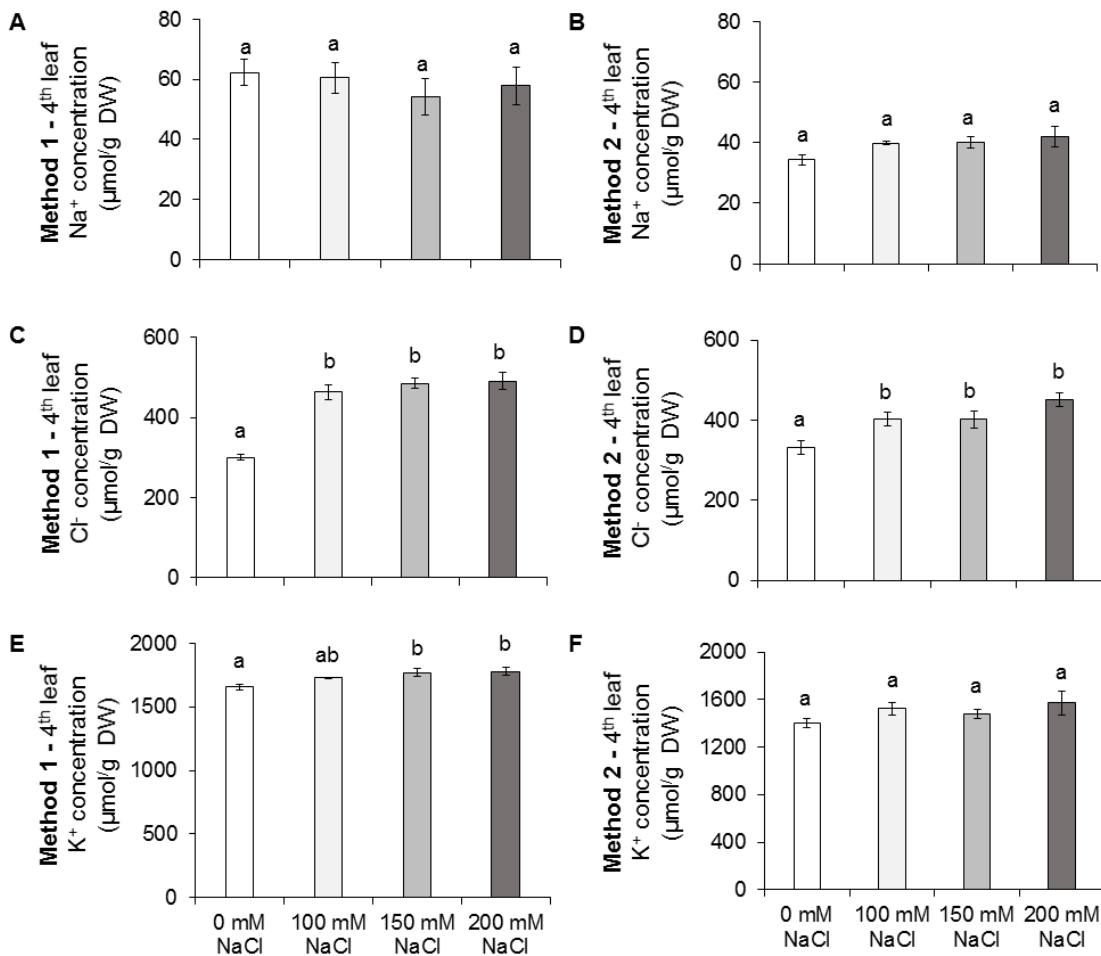 A
Method 1 - 4th leaf
Na+ concentration
(µmol/g DW)
80
60
40
20
0
a
a
a
a
B
Method 2 - 4th leaf
Na+ concentration
(µmol/g DW)
80
60
40
20
0
a
a
a
a
C
Method 1 - 4th leaf
Cl- concentration
(µmol/g DW)
600
400
200
0
a
b
b
b
D
Method 2 - 4th leaf
Cl- concentration
(µmol/g DW)
600
400
200
0
a
b
b
b
E
Method 1 - 4th leaf
K+ concentration
(µmol/g DW)
2000
1500
1000
500
0
a
ab
b
b
0 mM
NaCl
100 mM
NaCl
150 mM
NaCl
200 mM
NaCl
F
Method 2 - 4th leaf
K+ concentration
(µmol/g DW)
2000
1600
1200
800
400
0
a
a
a
a
0 mM
NaCl
100 mM
NaCl
150 mM
NaCl
200 mM
NaCl